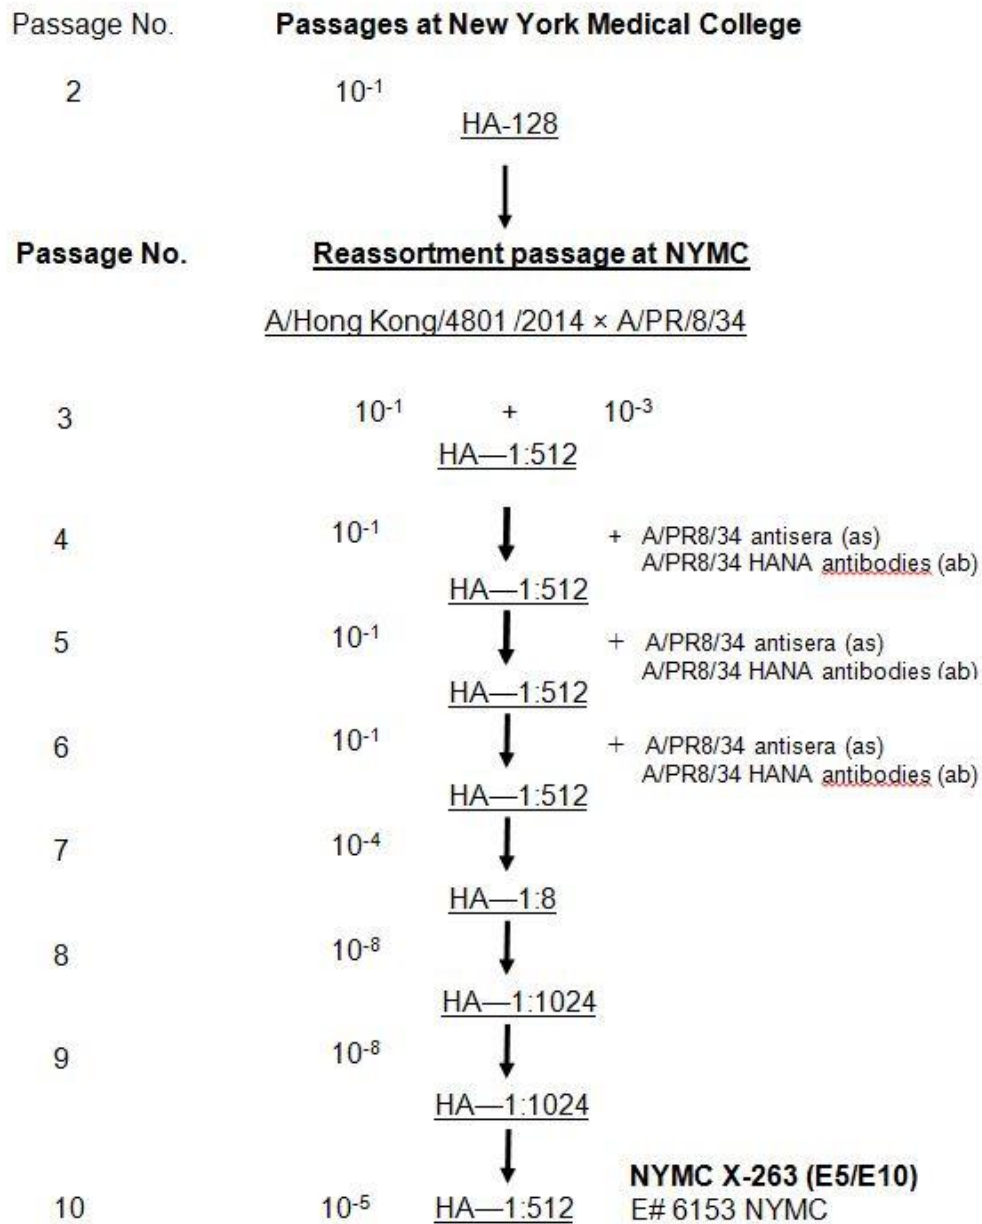 Passage No. Passages at New York Medical College
2 10⁻¹
HA-128
Passage No. Reassortment passage at NYMC
A/Hong Kong/4801 /2014 × A/PR/8/34
3 10⁻¹ + 10⁻³
HA—1:512
4 10⁻¹ + A/PR8/34 antisera (as)
A/PR8/34 HANA antibodies (ab)
HA—1:512
5 10⁻¹ + A/PR8/34 antisera (as)
A/PR8/34 HANA antibodies (ab)
HA—1:512
6 10⁻¹ + A/PR8/34 antisera (as)
A/PR8/34 HANA antibodies (ab)
HA—1:512
7 10⁻⁴
HA—1:8
8 10⁻⁸
HA—1:1024
9 10⁻⁸
HA—1:1024
NYMC X-263 (E5/E10)
10 10⁻⁵ HA—1:512 E# 6153 NYMC